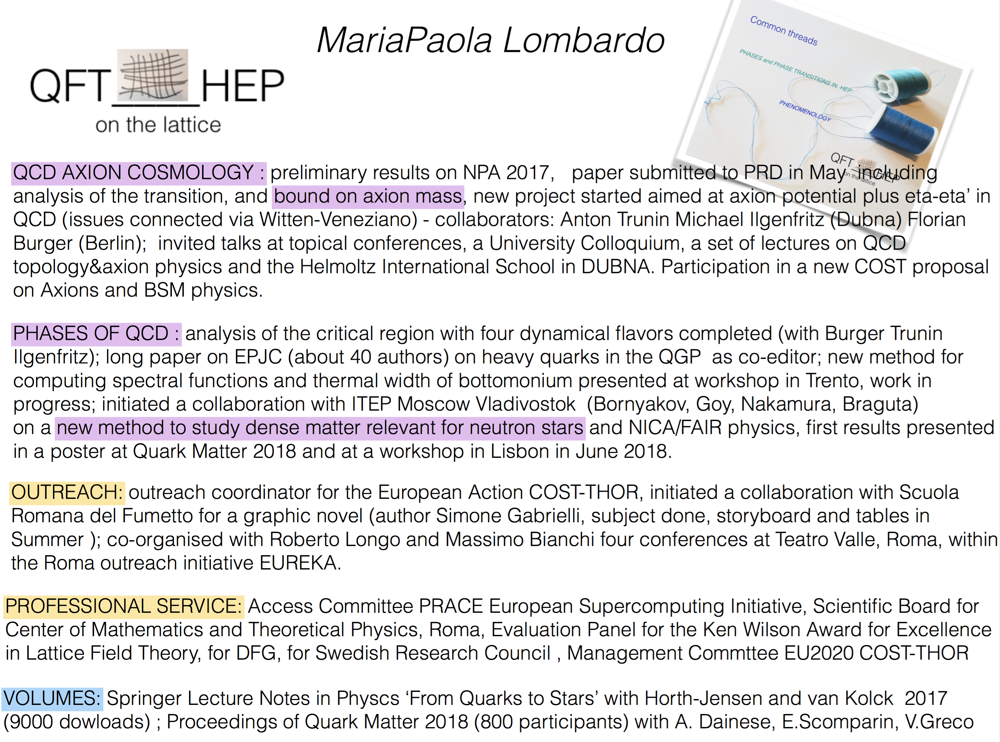 MariaPaola Lombardo
QFT HEP
on the lattice
Common threads
PHASES and PHASE TRANSITIONS IN HEP
PHENOMENOLOGY
QFT HEP
on the lattice
QCD AXION COSMOLOGY : preliminary results on NPA 2017, paper submitted to PRD in May including
analysis of the transition, and bound on axion mass, new project started aimed at axion potential plus eta-eta’ in
QCD (issues connected via Witten-Veneziano) - collaborators: Anton Trunin Michael Ilgenfritz (Dubna) Florian
Burger (Berlin); invited talks at topical conferences, a University Colloquium, a set of lectures on QCD
topology&axion physics and the Helmoltz International School in DUBNA. Participation in a new COST proposal
on Axions and BSM physics.
PHASES OF QCD : analysis of the critical region with four dynamical flavors completed (with Burger Trunin
Ilgenfritz); long paper on EPJC (about 40 authors) on heavy quarks in the QGP as co-editor; new method for
computing spectral functions and thermal width of bottomonium presented at workshop in Trento, work in
progress; initiated a collaboration with ITEP Moscow Vladivostok (Bornyakov, Goy, Nakamura, Braguta)
on a new method to study dense matter relevant for neutron stars and NICA/FAIR physics, first results presented
in a poster at Quark Matter 2018 and at a workshop in Lisbon in June 2018.
OUTREACH: outreach coordinator for the European Action COST-THOR, initiated a collaboration with Scuola
Romana del Fumetto for a graphic novel (author Simone Gabrielli, subject done, storyboard and tables in
Summer ); co-organised with Roberto Longo and Massimo Bianchi four conferences at Teatro Valle, Roma, within
the Roma outreach initiative EUREKA.
PROFESSIONAL SERVICE: Access Committee PRACE European Supercomputing Initiative, Scientific Board for
Center of Mathematics and Theoretical Physics, Roma, Evaluation Panel for the Ken Wilson Award for Excellence
in Lattice Field Theory, for DFG, for Swedish Research Council , Management Commttee EU2020 COST-THOR
VOLUMES: Springer Lecture Notes in Physcs ‘From Quarks to Stars’ with Horth-Jensen and van Kolck 2017
(9000 dowloads) ; Proceedings of Quark Matter 2018 (800 participants) with A. Dainese, E.Scomparin, V.Greco